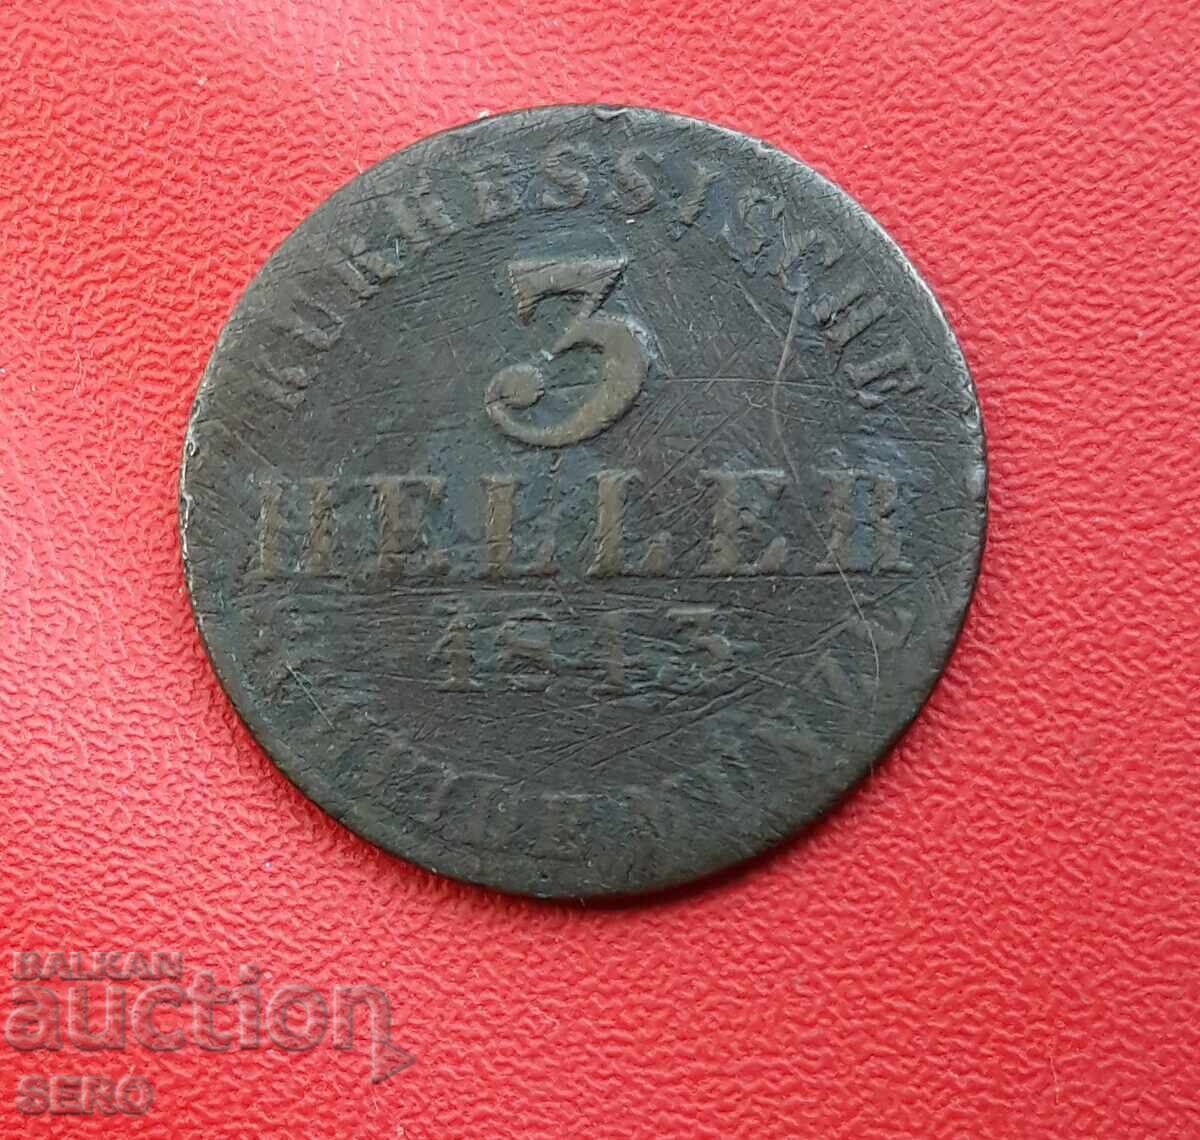 KURHESSISCHE
3
HELLER
1843
BALKAN
auction
SERO